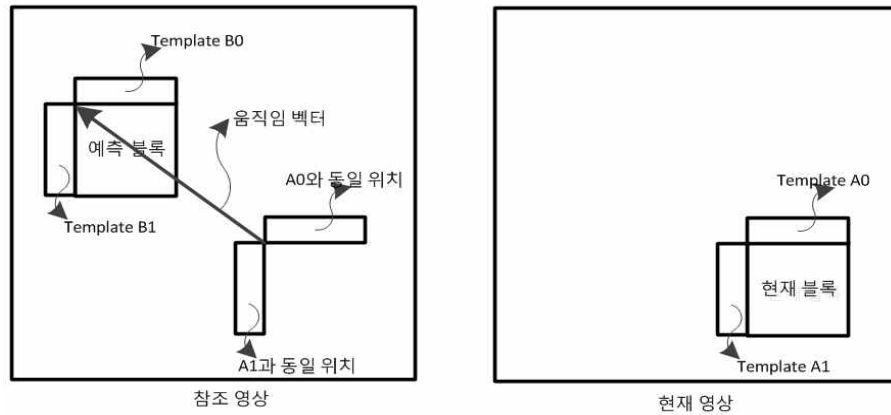 Template B0
움직임 벡터
예측 블록
A0와 동일 위치
Template B1
A1과 동일 위치
참조 영상
Template A0
현재 블록
Template A1
현재 영상